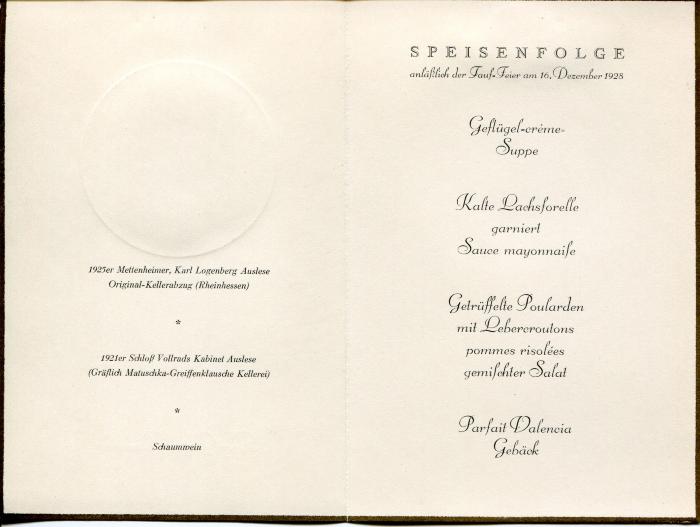 1925er Mettenheimer, Karl Logenberg Auslese
Original-Kellerabzug (Rheinhessen)
*
1921er Schloß Vollrads Kabinet Auslese
(Gräflich Matuschka-Greiffenklausche Kellerei)
*
Schaumwein
SPEISENFOLGE
anläßlich der Tauf-Feier am 16. Dezember 1928
Geflügel-crême-
Suppe
Kalte Lachsforelle
garniert
Sauce mayonnaise
Getrüffelte Poularden
mit Lebercroutons
pommes risolées
gemischter Salat
Parfait Valencia
Gebäck